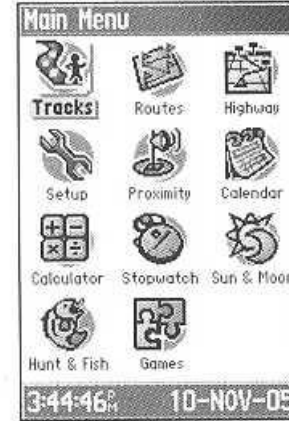 Main Menu
Tracks Routes Highway
Setup Proximity Calendar
Calculator Stopwatch Sun & Moon
Hunt & Fish Games
3:44:46PM 10-NOV-05